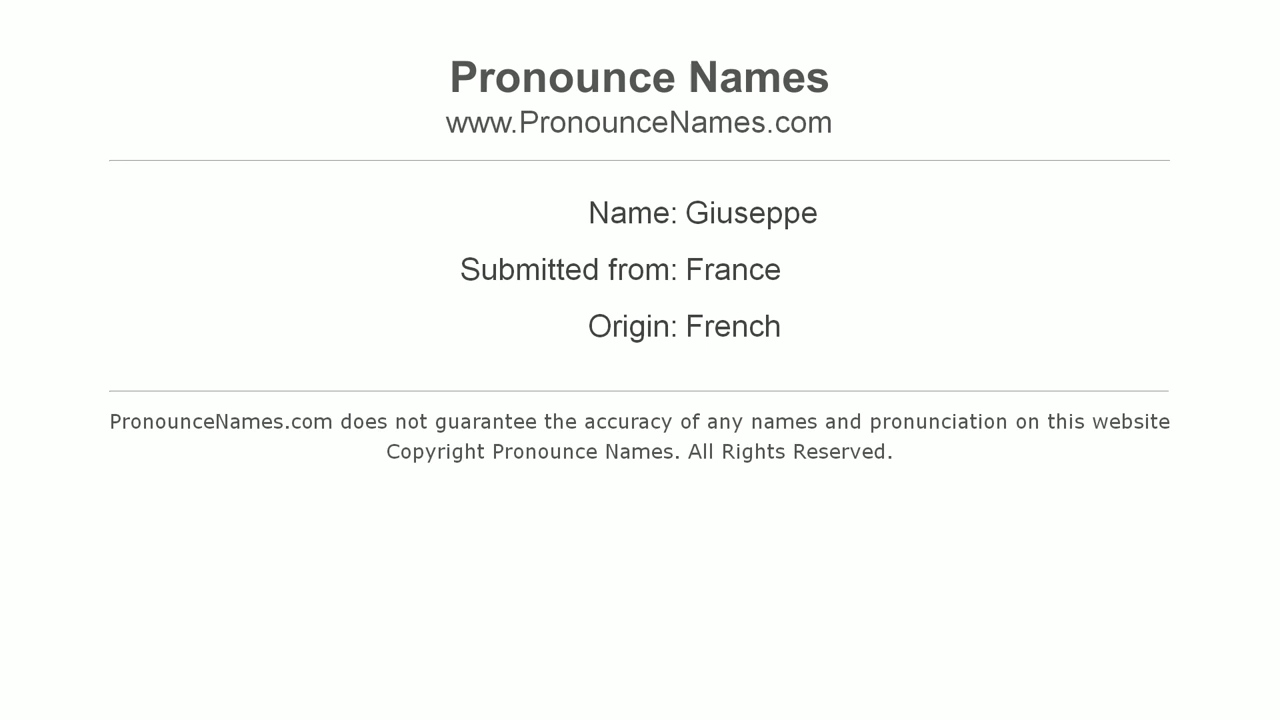 Pronounce Names
www.PronounceNames.com
Name: Giuseppe
Submitted from: France
Origin: French
PronounceNames.com does not guarantee the accuracy of any names and pronunciation on this website
Copyright Pronounce Names. All Rights Reserved.